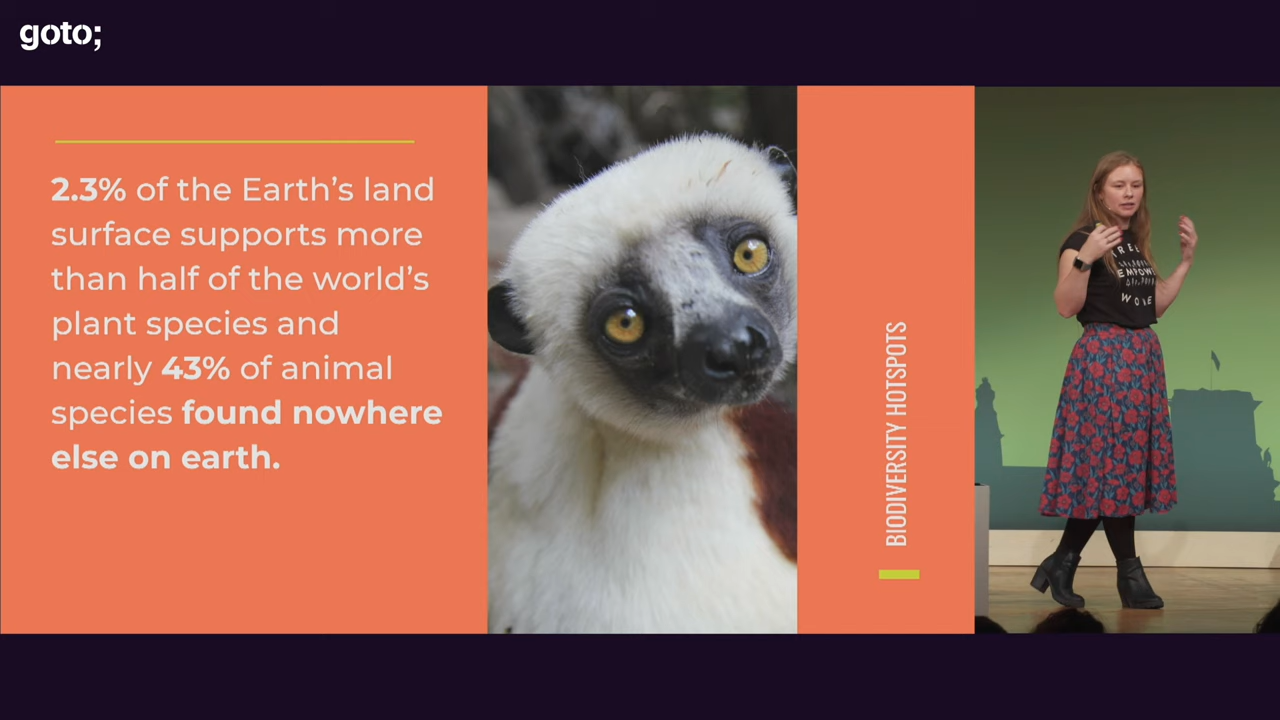 goto;
2.3% of the Earth's land
surface supports more
than half of the world's
plant species and
nearly 43% of animal
species found nowhere
else on earth.
BIODIVERSITY HOTSPOTS
EMPOW